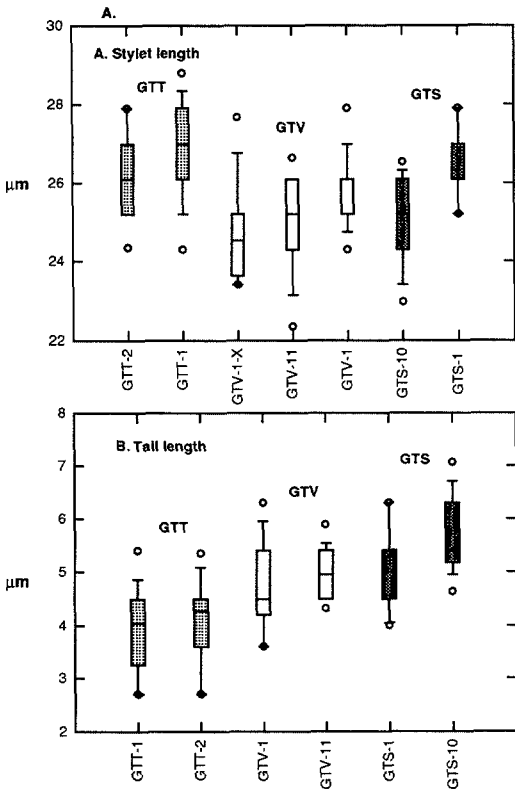 A.
30
A. Stylet length
GTT
GTS
28
GTV
µm
26
24
22
GTT-2
GTT-1
GTV-1-X
GTV-11
GTV-1
GTS-10
GTS-1
8
B. Tail length
7
GTS
GTV
6
GTT
µm
5
4
3
2
GTT-1
GTT-2
GTV-1
GTV-11
GTS-1
GTS-10